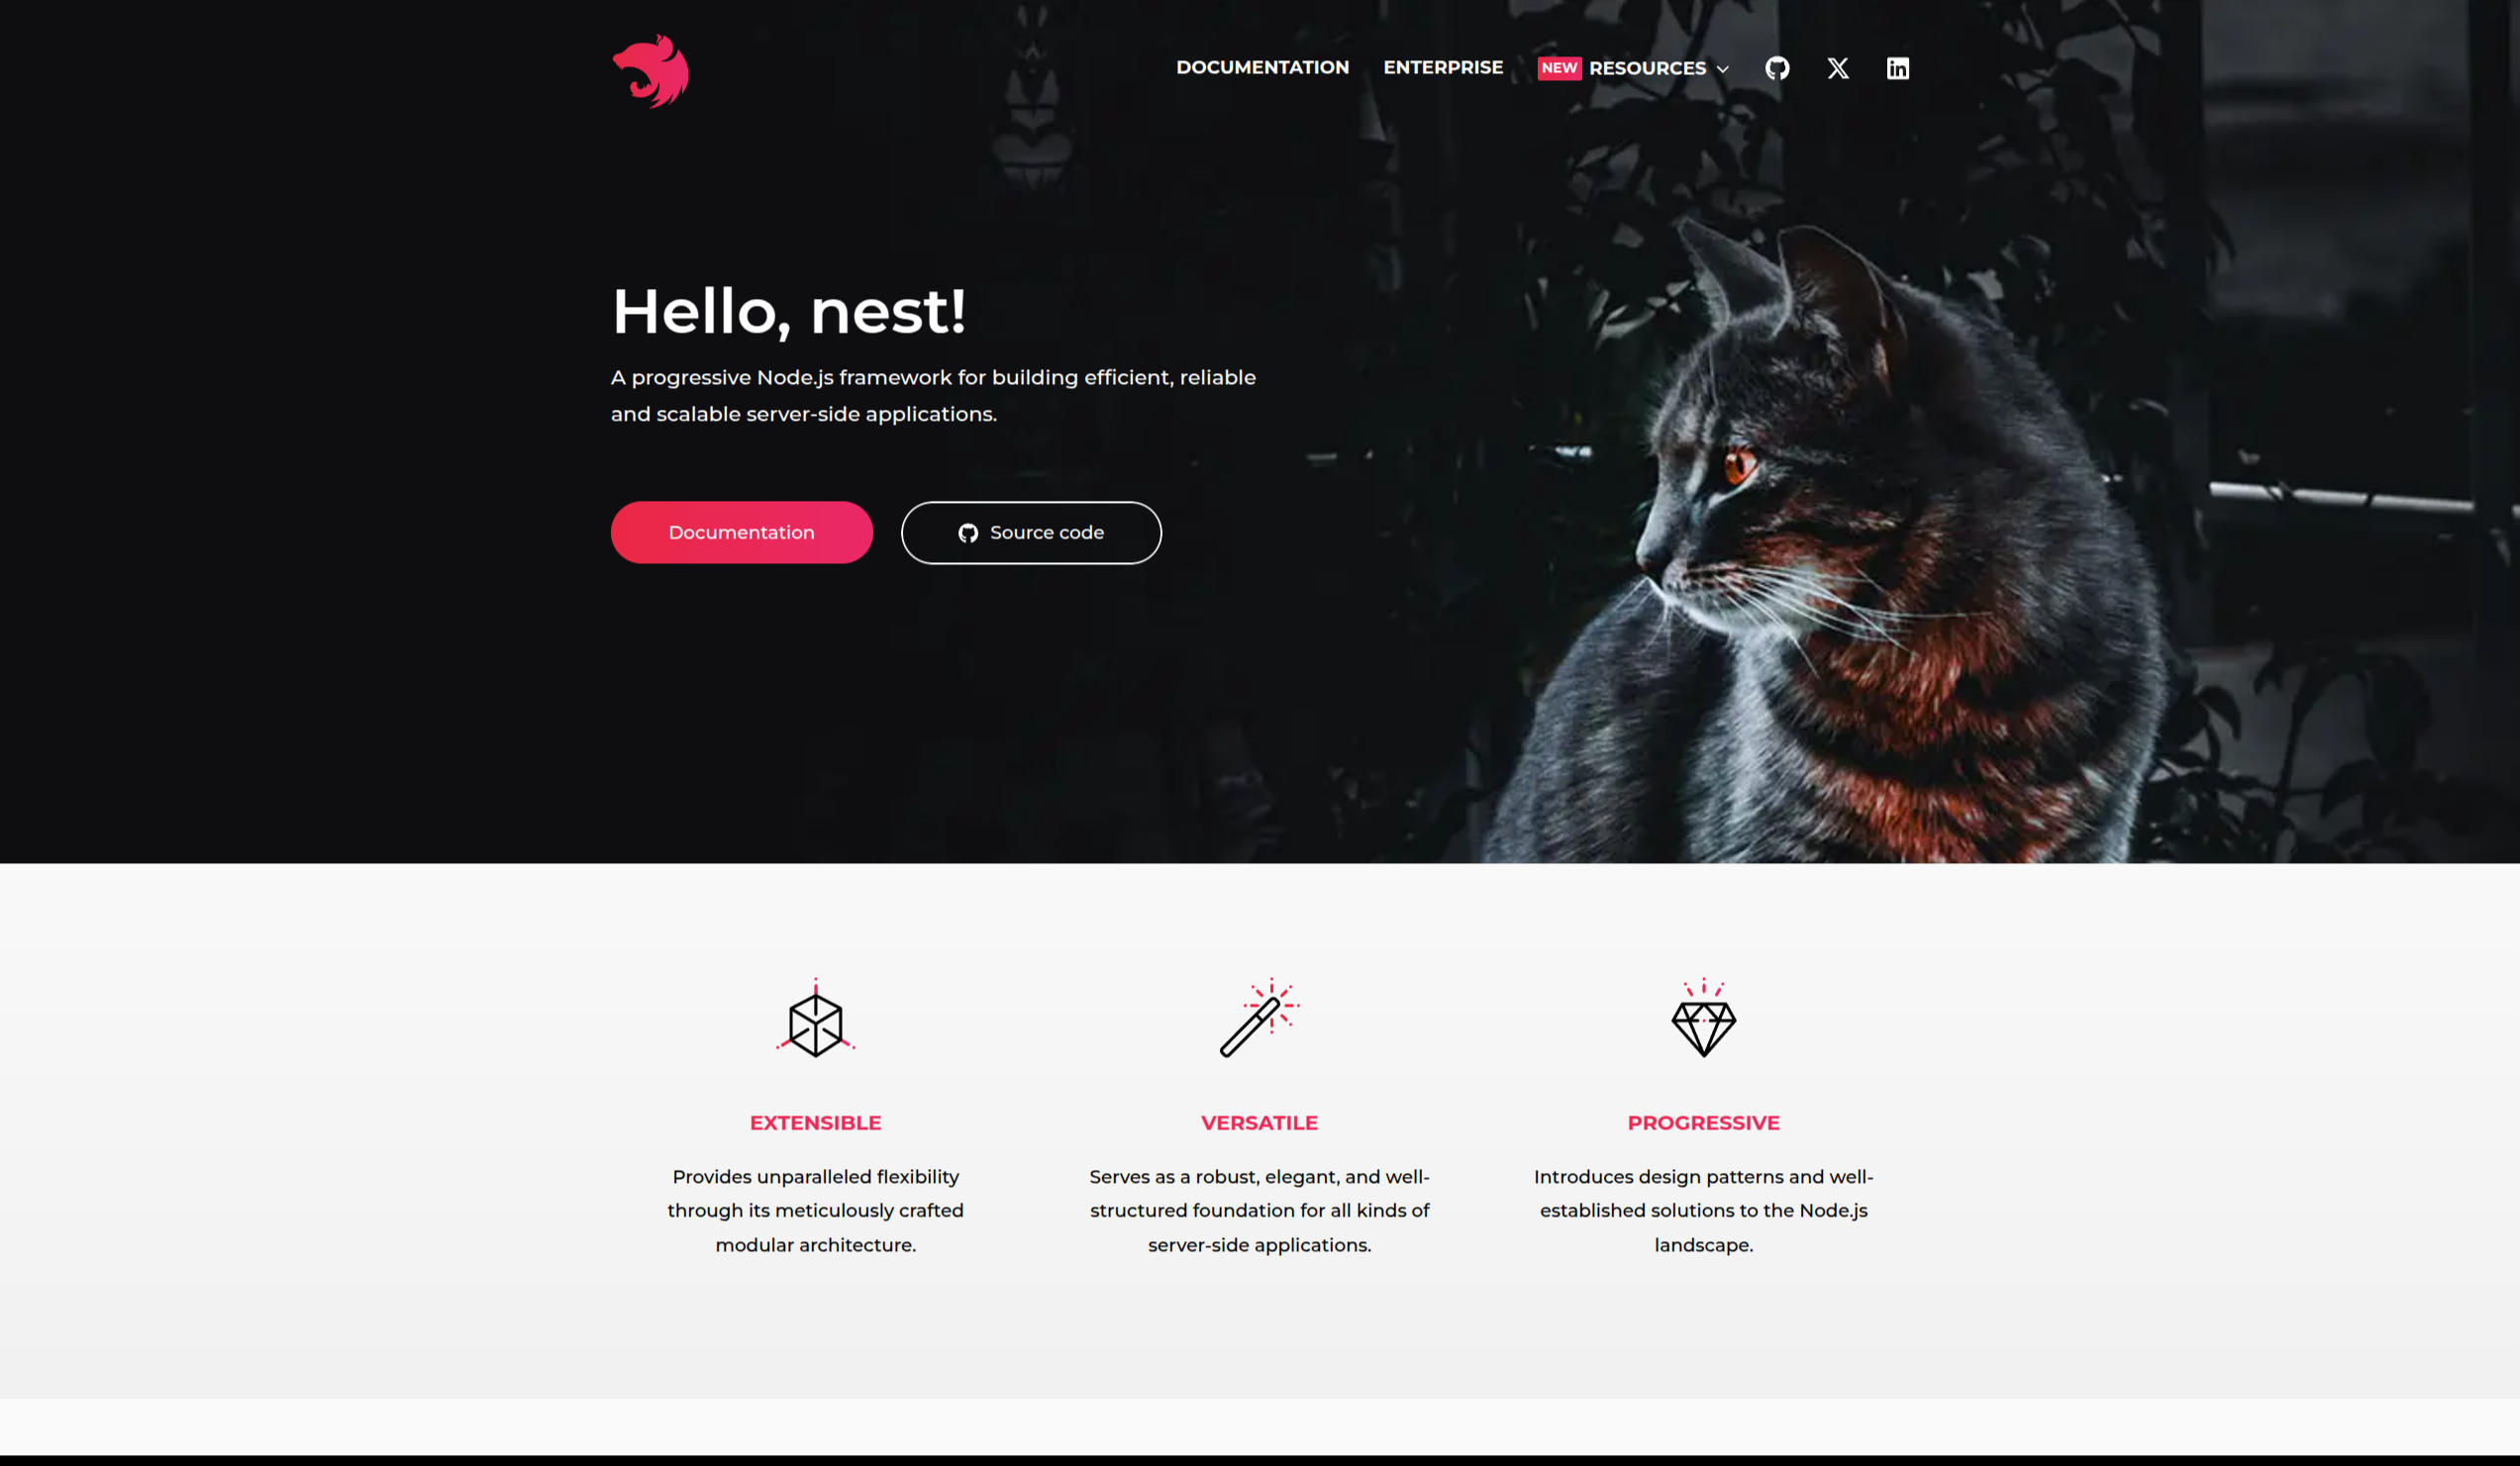 DOCUMENTATION ENTERPRISE NEW RESOURCES
Hello, nest!
A progressive Node.js framework for building efficient, reliable
and scalable server-side applications.
Documentation Source code
EXTENSIBLE
Provides unparalleled flexibility
through its meticulously crafted
modular architecture.
VERSATILE
Serves as a robust, elegant, and well-
structured foundation for all kinds of
server-side applications.
PROGRESSIVE
Introduces design patterns and well-
established solutions to the Node.js
landscape.